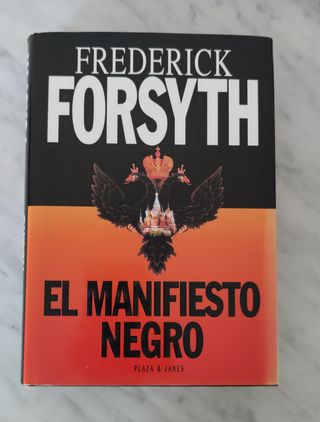 FREDERICK
FORSYTH
EL MANIFIESTO
NEGRO
PLAZA & JANES